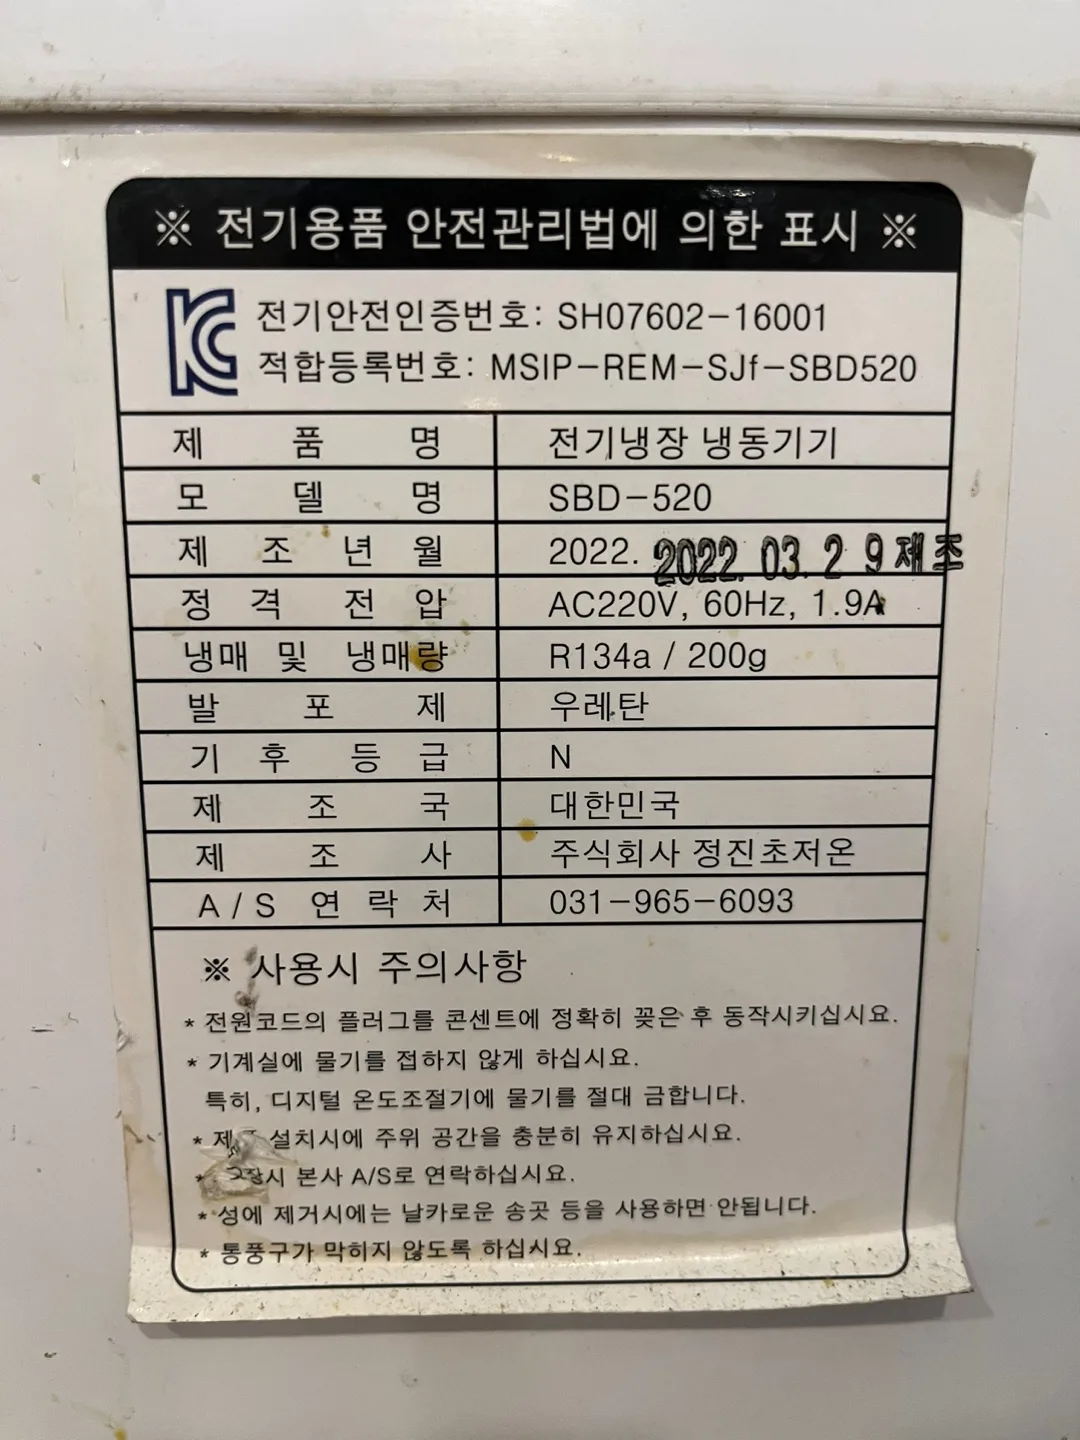 ※ 전기용품 안전관리법에 의한 표시 ※
KC
전기안전인증번호: SH07602-16001
적합등록번호: MSIP-REM-SJf-SBD520
제 품 명 전기냉장 냉동기기
모 델 명 SBD-520
제 조 년 월 2022. 2022. 03. 2 9 제조
정 격 전 압 AC220V, 60Hz, 1.9A
냉매 및 냉매량 R134a / 200g
발 포 제 우레탄
기 후 등 급 N
제 조 국 대한민국
제 조 사 주식회사 정진초저온
A/S 연 락 처 031-965-6093
※ 사용시 주의사항
* 전원코드의 플러그를 콘센트에 정확히 꽂은 후 동작시키십시요.
* 기계실에 물기를 접하지 않게 하십시요.
특히, 디지털 온도조절기에 물기를 절대 금합니다.
* 설치시에 주위 공간을 충분히 유지하십시요.
* 본사 A/S로 연락하십시요.
* 성에 제거시에는 날카로운 송곳 등을 사용하면 안됩니다.
* 통풍구가 막히지 않도록 하십시요.